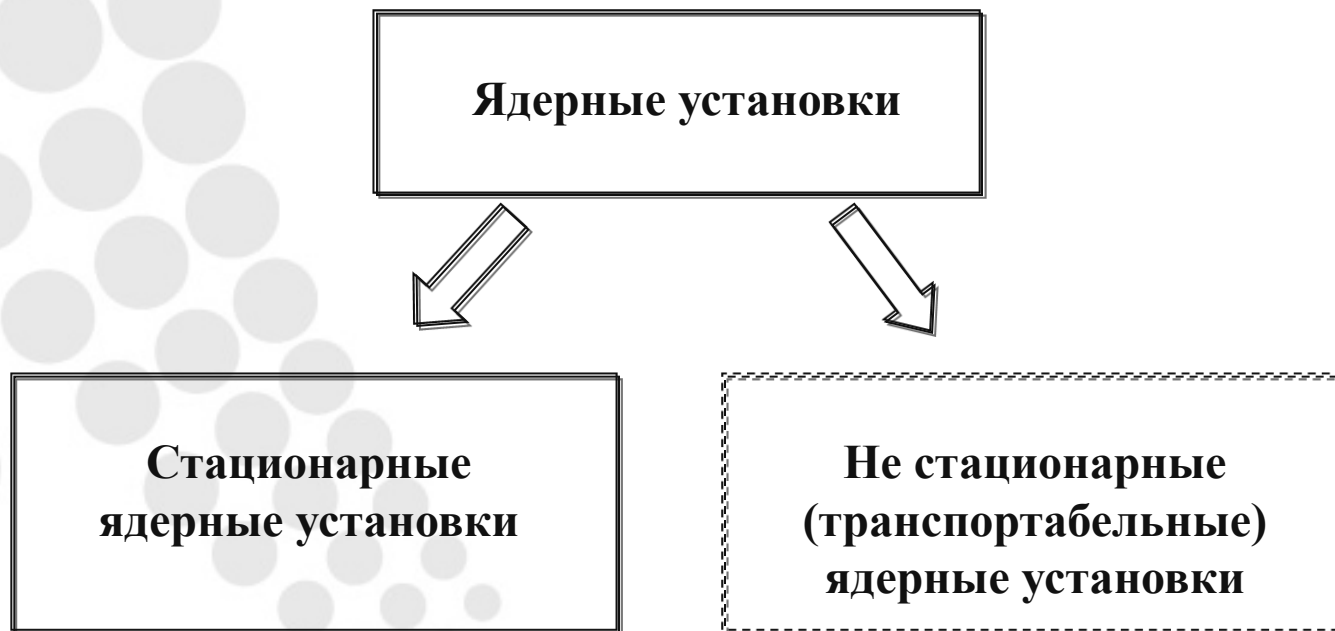 Ядерные установки
Стационарные
ядерные установки
Не стационарные
(транспортабельные)
ядерные установки